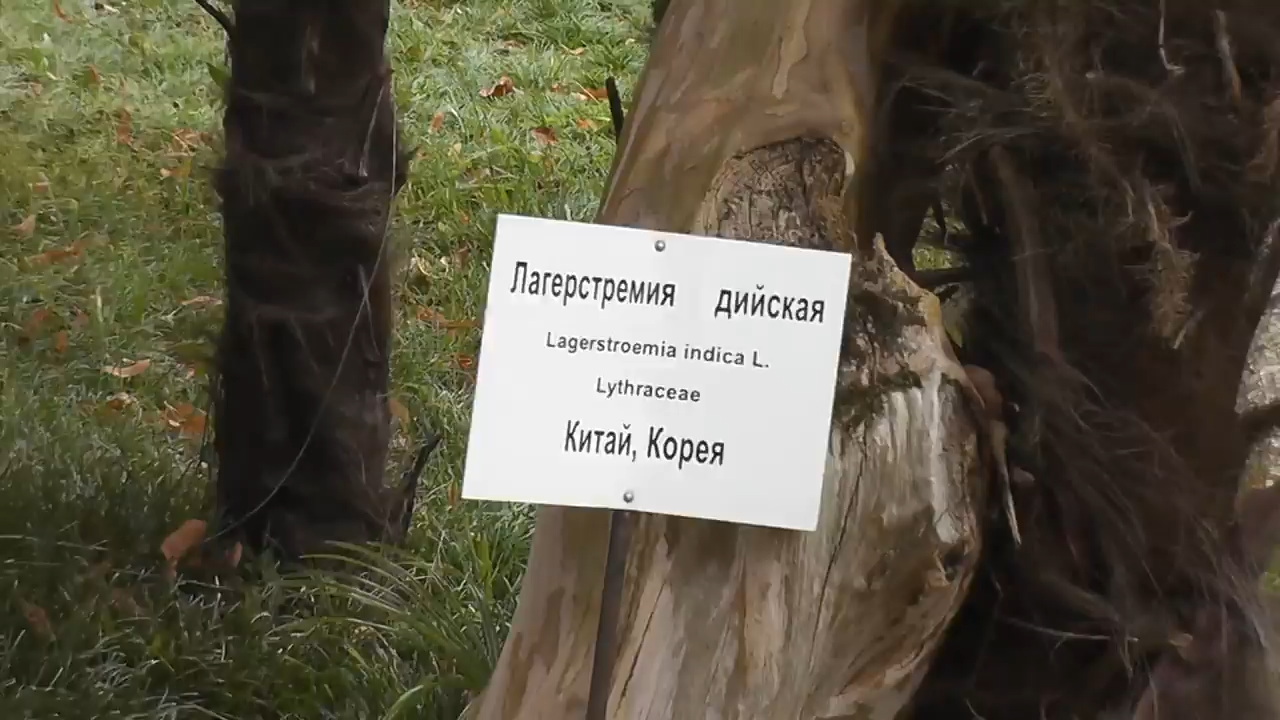 Лагерстремия дийская
Lagerstroemia indica L.
Lythraceae
Китай, Корея